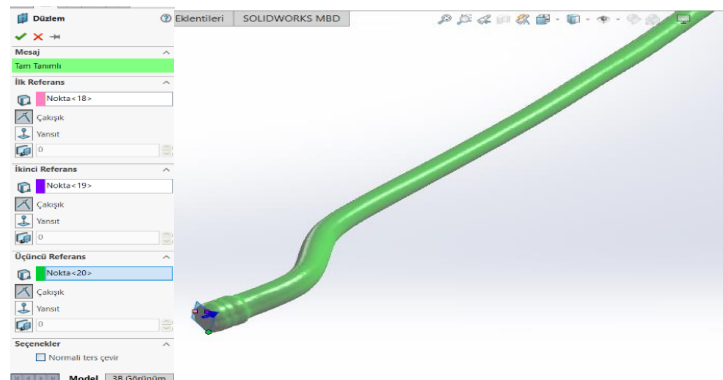 Düzlem
Eklentileri SOLIDWORKS MBD
Mesaj
Tam Tanımlı
İlk Referans
Nokta<18>
Çakışık
Yansıt
0
İkinci Referans
Nokta<19>
Çakışık
Yansıt
0
Üçüncü Referans
Nokta<20>
Çakışık
Yansıt
0
Seçenekler
Normali ters çevir
Model 3B Görünüm